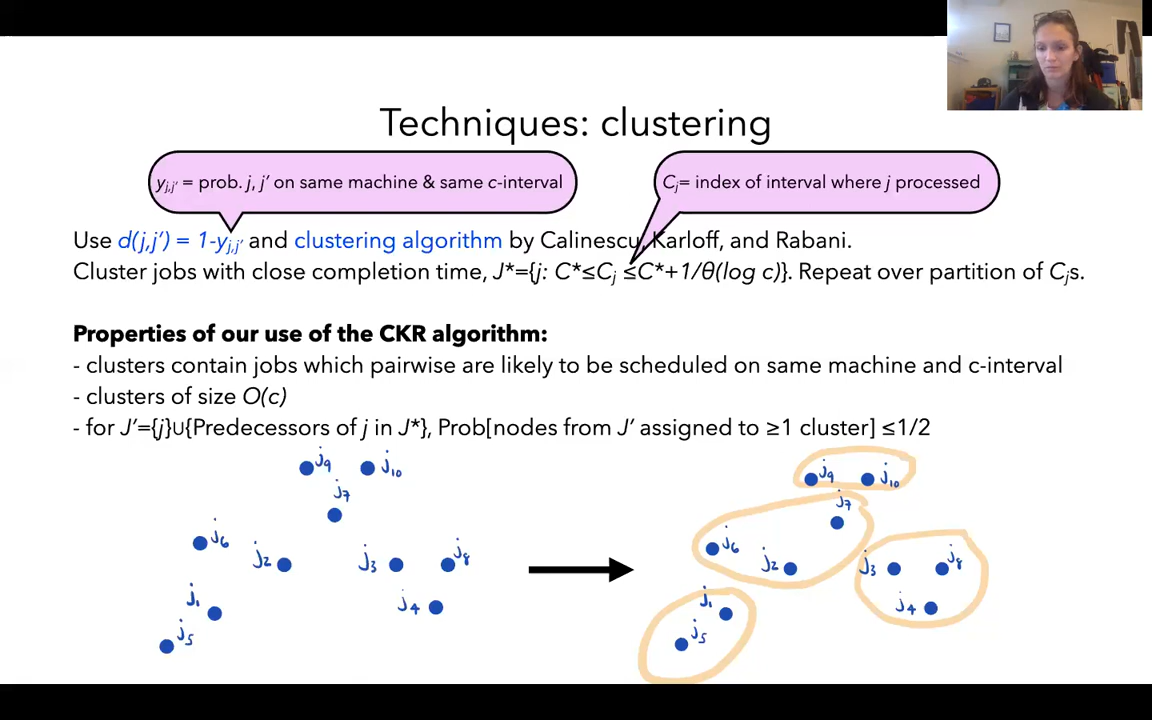 Techniques: clustering
yj,j′ = prob. j, j′ on same machine & same c-interval
Cj= index of interval where j processed
Use d(j,j′) = 1-yj,j′ and clustering algorithm by Calinescu, Karloff, and Rabani.
Cluster jobs with close completion time, J*={j: C*≤Cj ≤C*+1/θ(log c)}. Repeat over partition of Cjs.
Properties of our use of the CKR algorithm:
- clusters contain jobs which pairwise are likely to be scheduled on same machine and c-interval
- clusters of size O(c)
- for J′={j}∪{Predecessors of j in J*}, Prob[nodes from J′ assigned to ≥1 cluster] ≤1/2
j9 j10
j7
j6 j2 j3 j8
j1 j4
j5
j9 j10
j7
j6 j2 j3 j8
j1 j4
j5